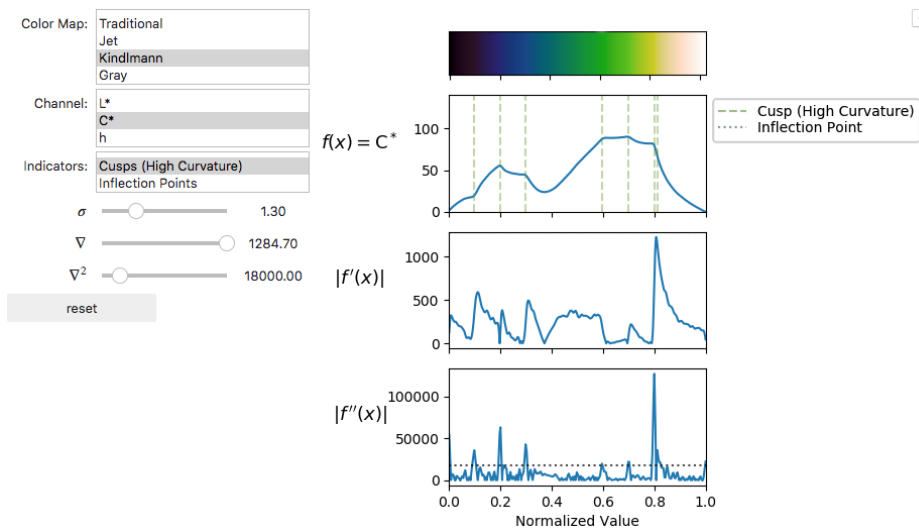 Color Map:
Traditional
Jet
Kindlmann
Gray
Channel:
L*
C*
h
Indicators:
Cusps (High Curvature)
Inflection Points
σ 1.30
∇ 1284.70
∇² 18000.00
reset
f(x) = C*
100
50
0
Cusp (High Curvature)
Inflection Point
|f'(x)|
1000
500
0
|f''(x)|
100000
50000
0
0.0 0.2 0.4 0.6 0.8 1.0
Normalized Value